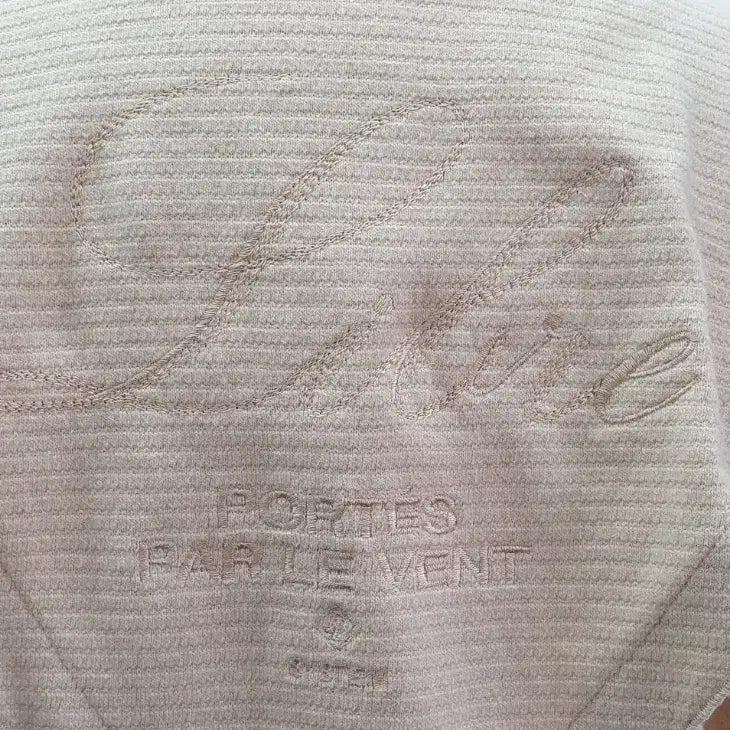 Libre
PORTES
PAR LE VENT
SYSTEM